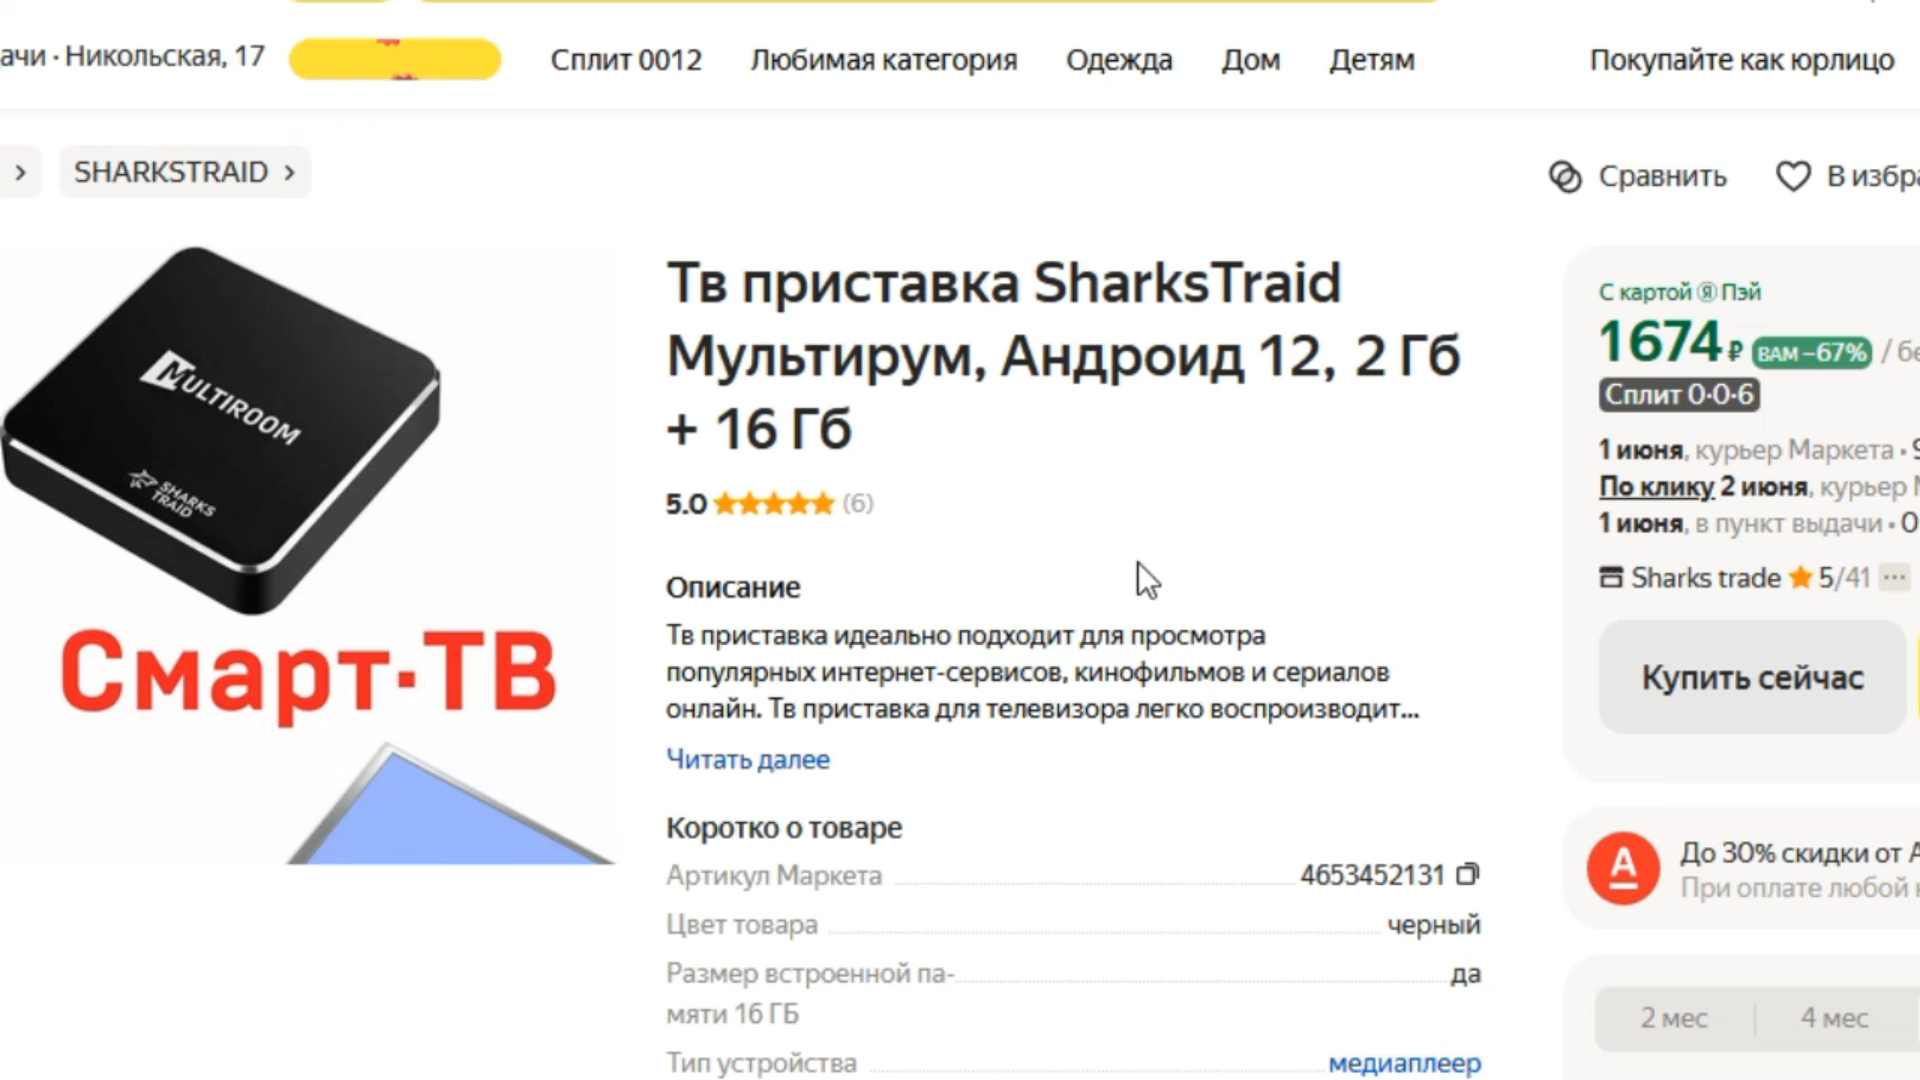 ачи · Никольская, 17
Сплит 0012
Любимая категория
Одежда
Дом
Детям
Покупайте как юрлицо
SHARKSTRAID
Сравнить
В избра
MULTIROOM
SHARKS
TRAID
Смарт·ТВ
Тв приставка SharksTraid
Мультирум, Андроид 12, 2 Гб
+ 16 Гб
5.0 (6)
Описание
Тв приставка идеально подходит для просмотра
популярных интернет-сервисов, кинофильмов и сериалов
онлайн. Тв приставка для телевизора легко воспроизводит...
Читать далее
Коротко о товаре
Артикул Маркета 4653452131
Цвет товара черный
Размер встроенной па- да
мяти 16 ГБ
Тип устройства медиаплеер
С картой Я Пэй
1674 ₽ ВАМ –67% / бе
Сплит 0·0·6
1 июня, курьер Маркета · 9
По клику 2 июня, курьер М
1 июня, в пункт выдачи · 0
Sharks trade 5/41 ···
Купить сейчас
А
До 30% скидки от А
При оплате любой к
2 мес
4 мес